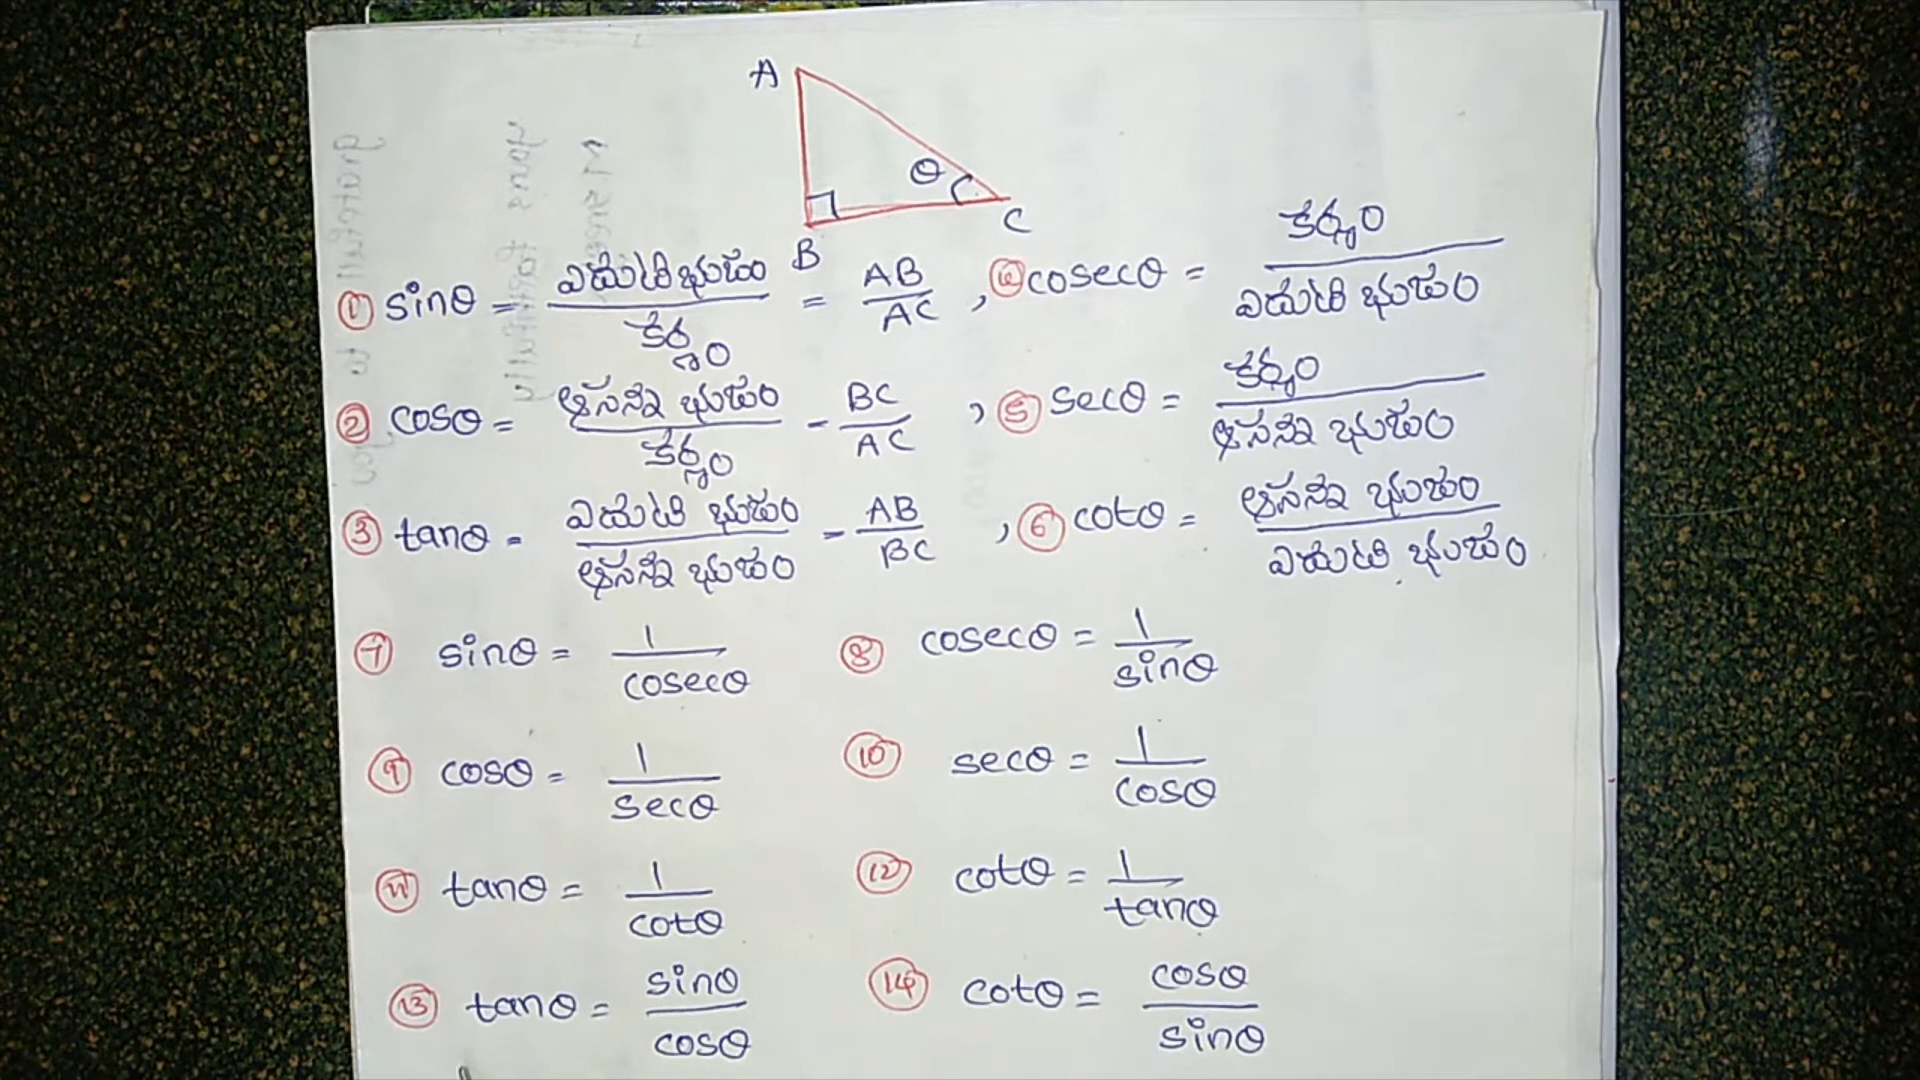 A
θ
B
C
① sinθ = ఎదుటి భుజం / కర్ణం = AB / AC , ④ cosecθ = కర్ణం / ఎదుటి భుజం
② cosθ = ఆసన్న భుజం / కర్ణం - BC / AC , ⑤ secθ = కర్ణం / ఆసన్న భుజం
③ tanθ = ఎదుటి భుజం / ఆసన్న భుజం - AB / BC , ⑥ cotθ = ఆసన్న భుజం / ఎదుటి భుజం
⑦ sinθ = 1 / cosecθ ⑧ cosecθ = 1 / sinθ
⑨ cosθ = 1 / secθ ⑩ secθ = 1 / cosθ
⑪ tanθ = 1 / cotθ ⑫ cotθ = 1 / tanθ
⑬ tanθ = sinθ / cosθ ⑭ cotθ = cosθ / sinθ